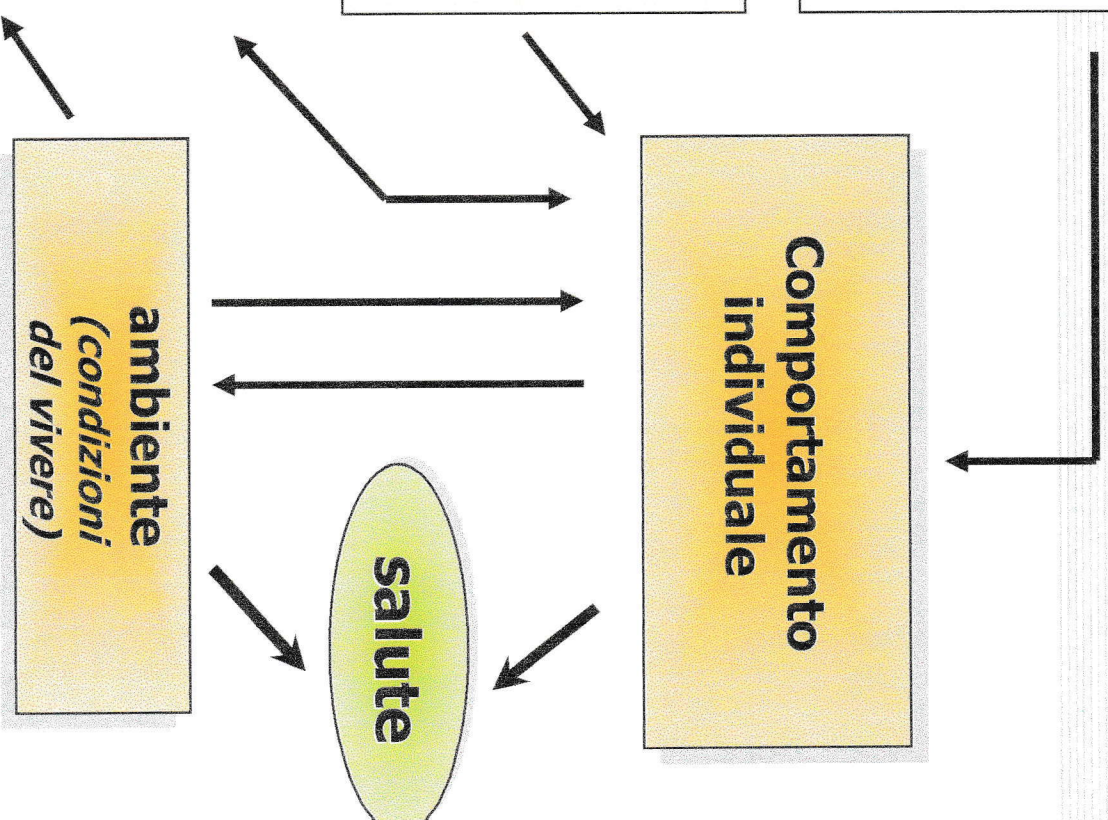 Comportamento
individuale
salute
ambiente
(condizioni
del vivere)